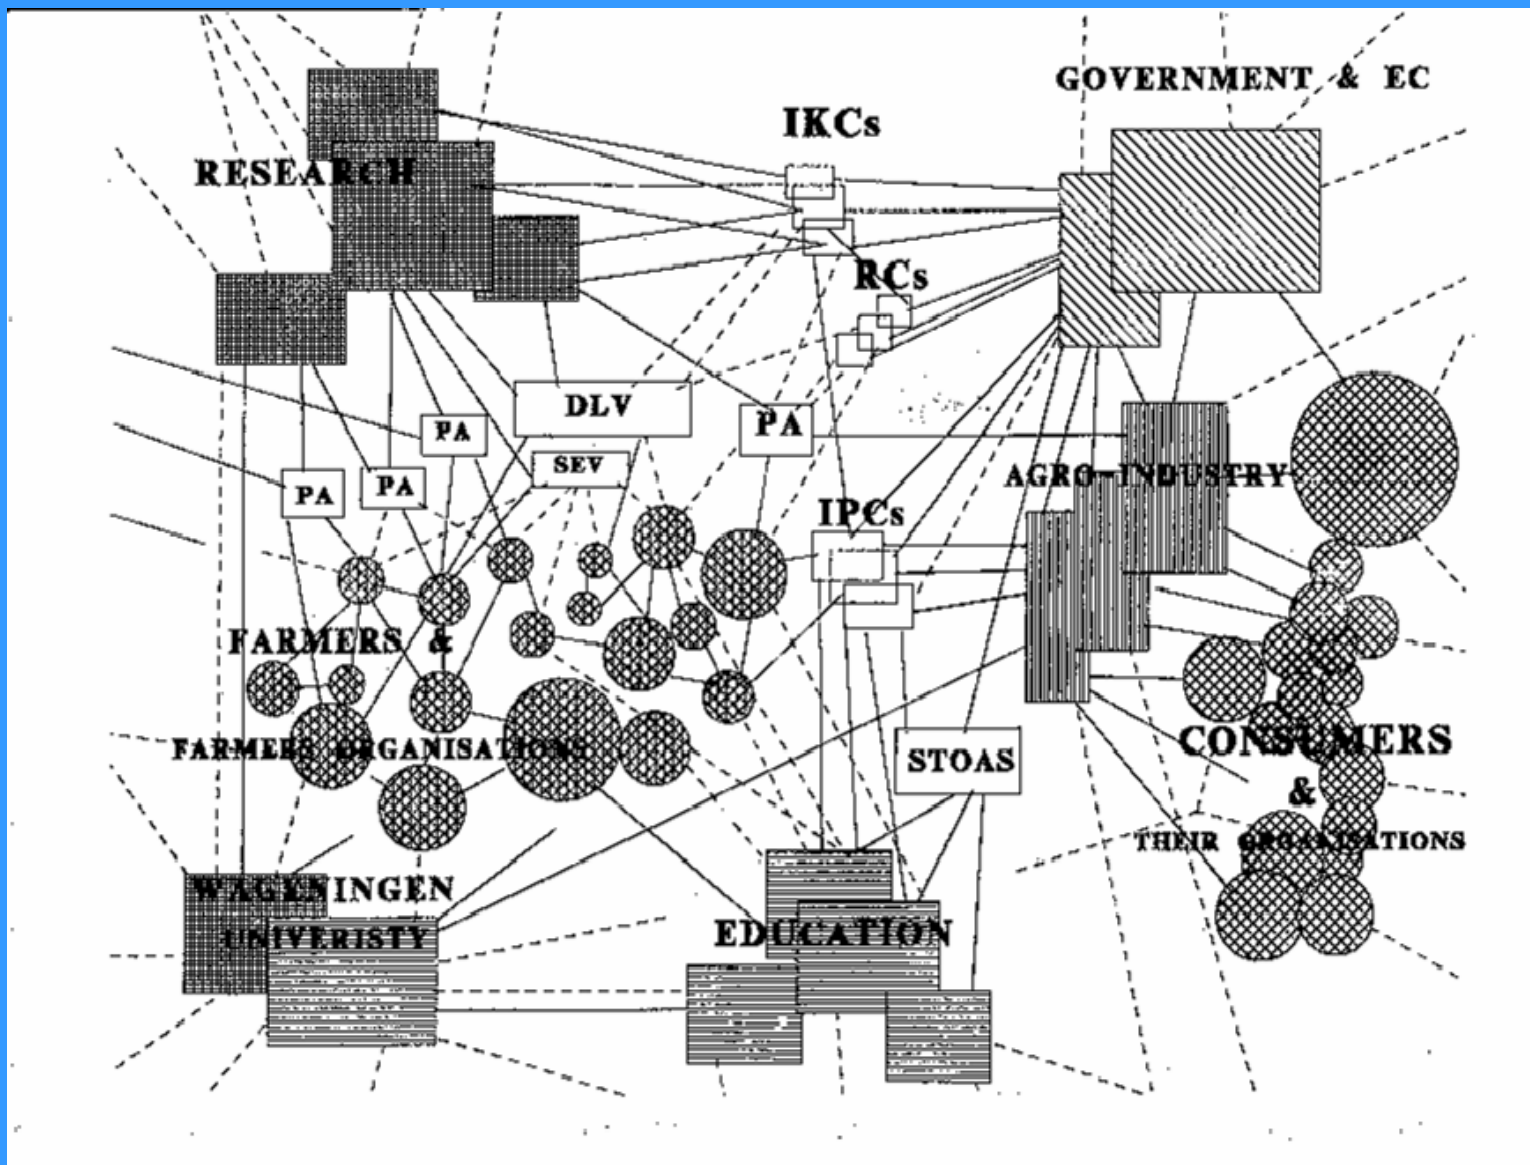 GOVERNMENT & EC
IKCs
RESEARCH
RCs
DLV
PA
PA
SEV
AGRO-INDUSTRY
PA
PA
IPCs
FARMERS &
FARMERS ORGANISATIONS
CONSUMERS
STOAS
&
THEIR ORGANISATIONS
WAGENINGEN
UNIVERISTY
EDUCATION